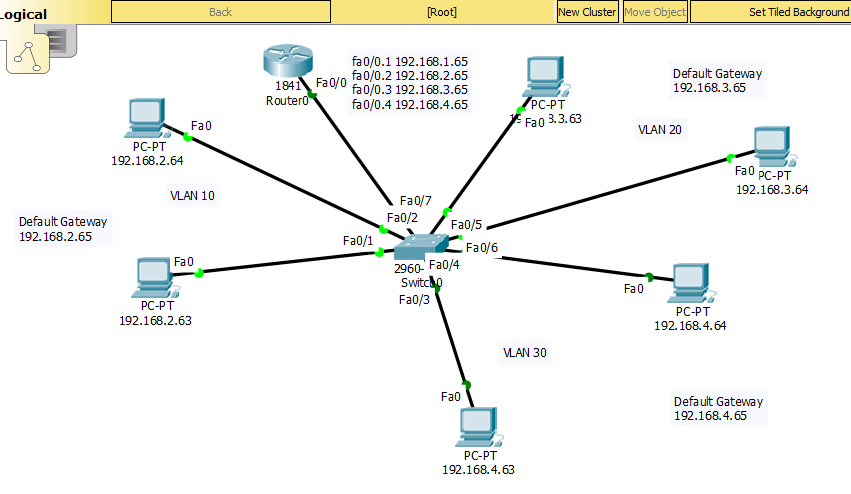 Logical
Back
[Root]
New Cluster
Move Object
Set Tiled Background
fa0/0.1 192.168.1.65
fa0/0.2 192.168.2.65
fa0/0.3 192.168.3.65
fa0/0.4 192.168.4.65
1841
Router0
Fa0/0
PC-PT
3.63
Fa0
Default Gateway
192.168.3.65
VLAN 20
PC-PT
192.168.2.64
Fa0
Fa0
PC-PT
192.168.3.64
VLAN 10
Default Gateway
192.168.2.65
Fa0/7
Fa0/2
Fa0/5
Fa0/1
Fa0/6
Fa0/4
2960-
Switch0
Fa0/3
Fa0
PC-PT
192.168.2.63
Fa0
PC-PT
192.168.4.64
VLAN 30
Fa0
PC-PT
192.168.4.63
Default Gateway
192.168.4.65